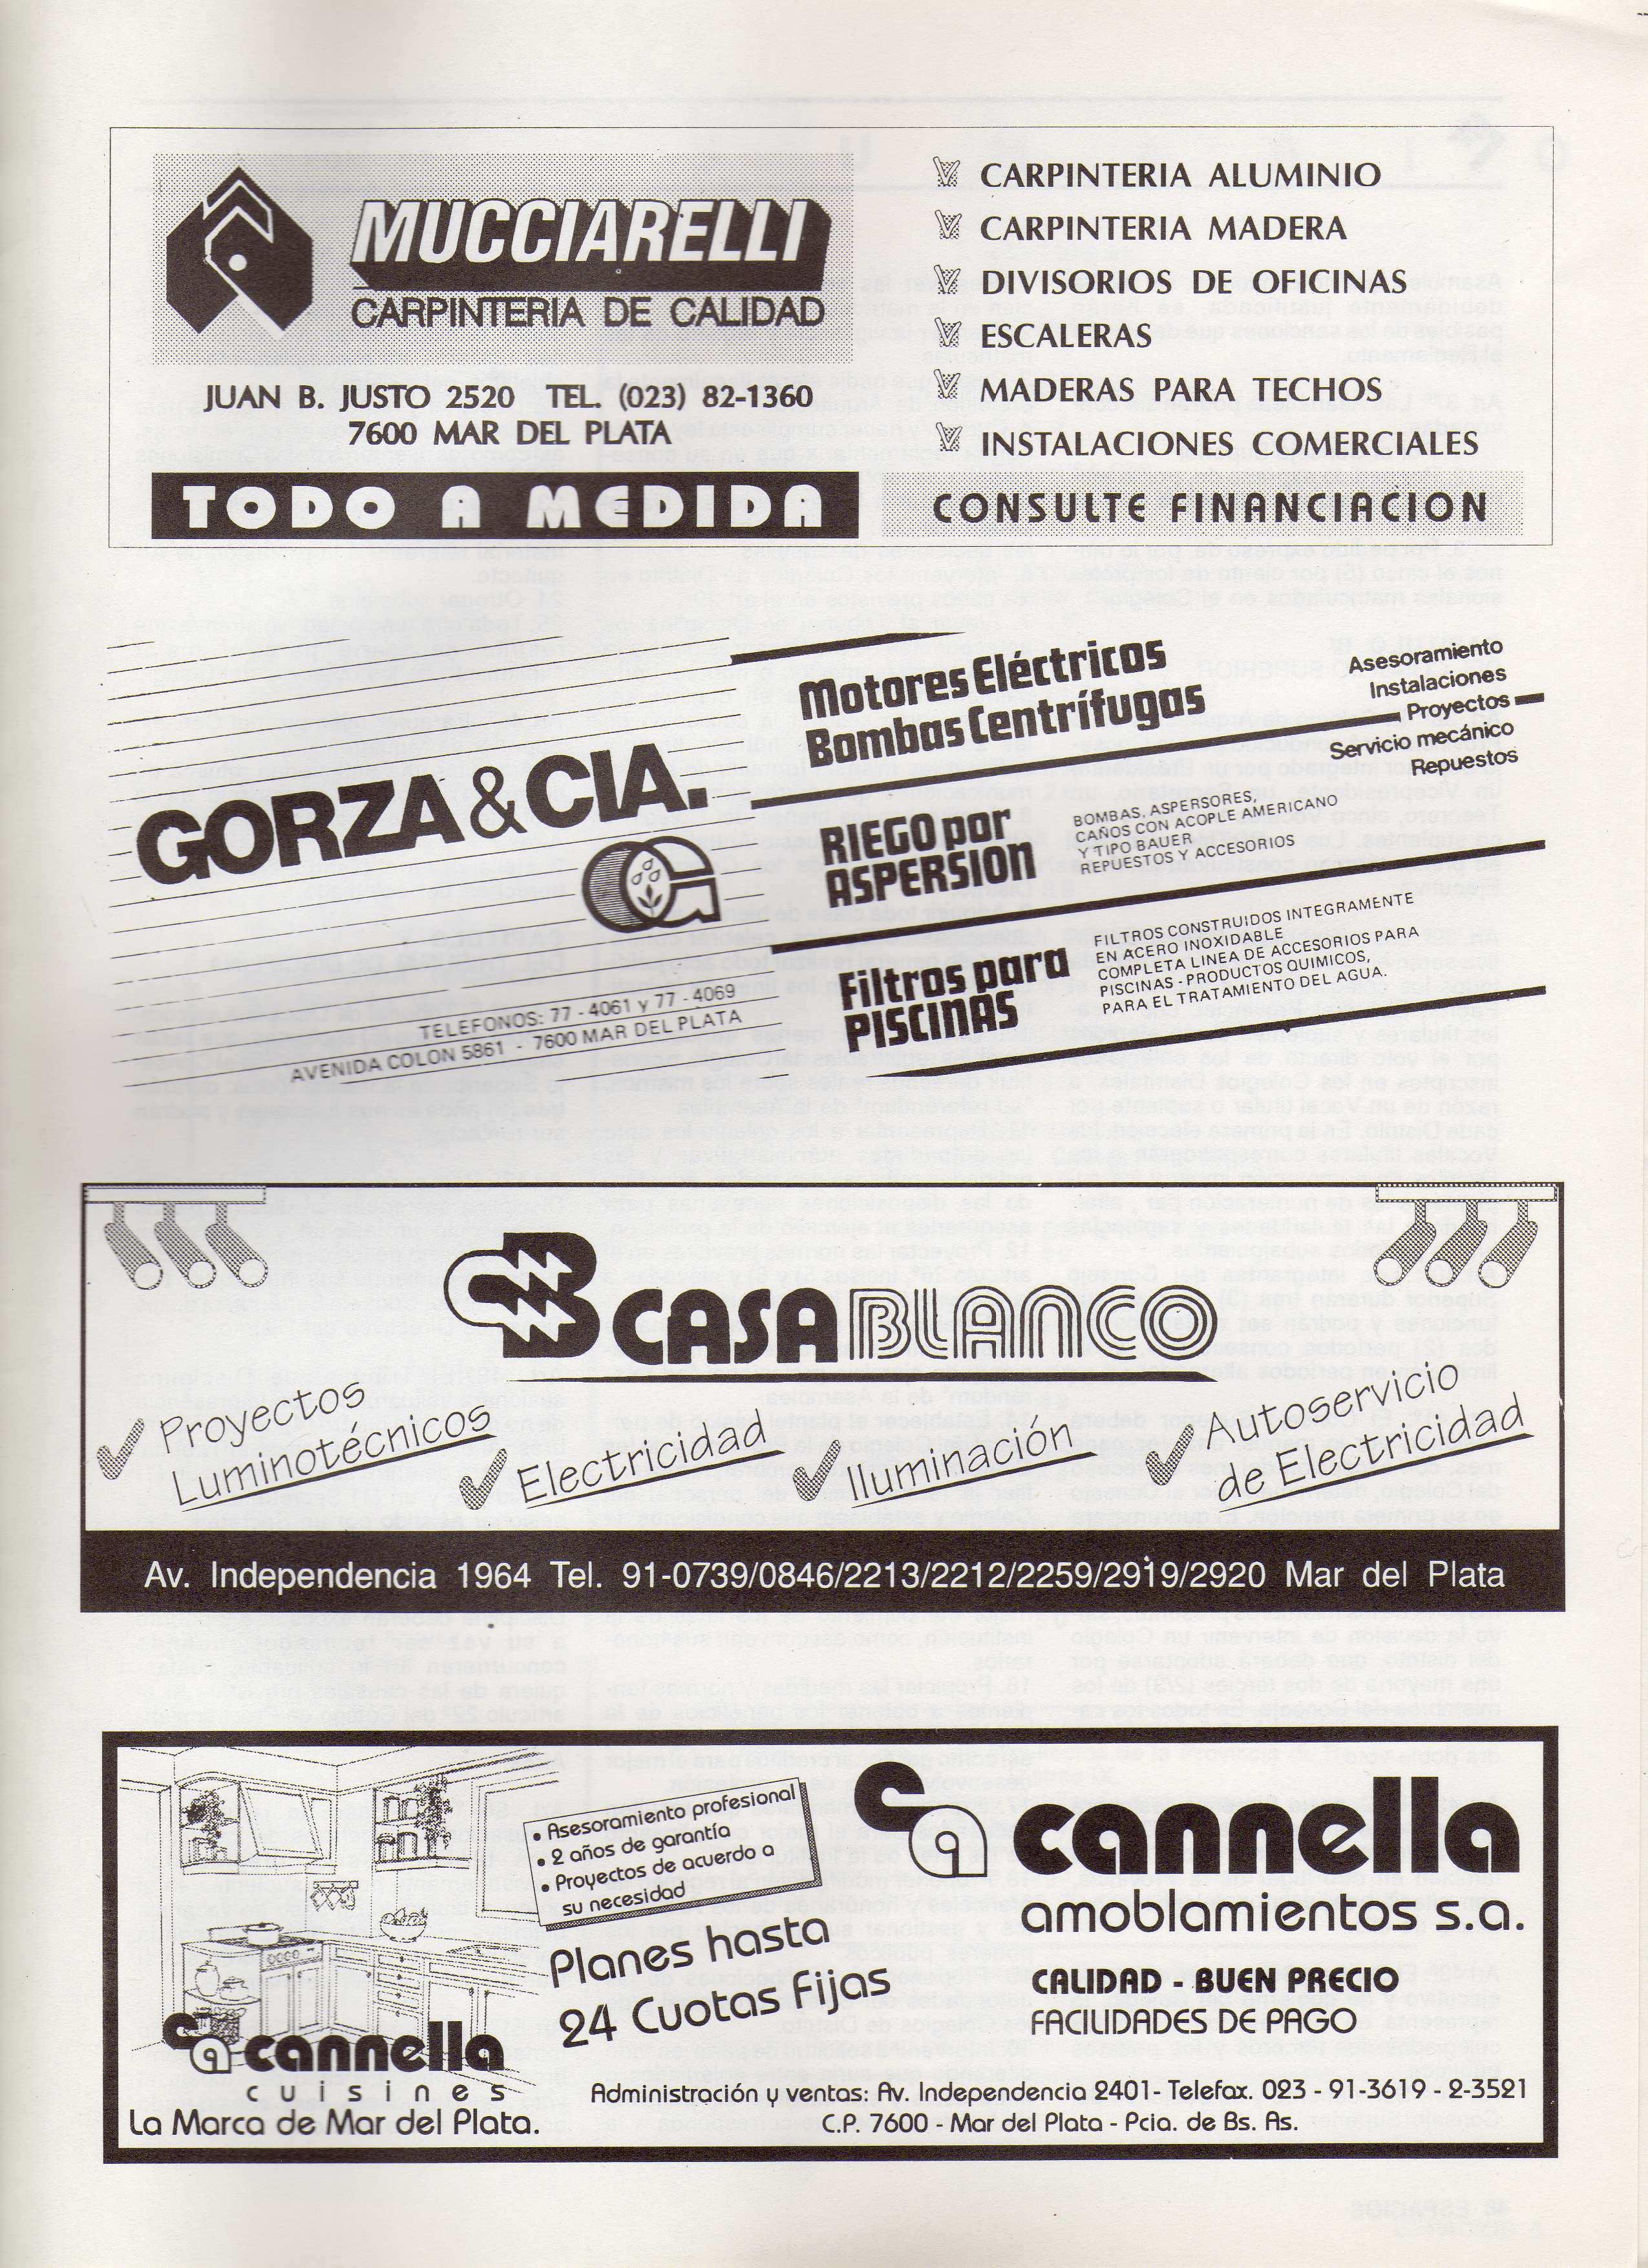 MUCCIARELLI
CARPINTERIA DE CALIDAD
JUAN B. JUSTO 2520 TEL. (023) 82-1360
7600 MAR DEL PLATA
TODO A MEDIDA
CARPINTERIA ALUMINIO
CARPINTERIA MADERA
DIVISORIOS DE OFICINAS
ESCALERAS
MADERAS PARA TECHOS
INSTALACIONES COMERCIALES
CONSULTE FINANCIACION
GORZA & CIA.
TELEFONOS: 77 - 4061 y 77 - 4069
AVENIDA COLON 5861 - 7600 MAR DEL PLATA
Motores Eléctricos
Bombas Centrífugas
Asesoramiento
Instalaciones
Proyectos
Servicio mecánico
Repuestos
RIEGO por
ASPERSION
BOMBAS, ASPERSORES,
CAÑOS CON ACOPLE AMERICANO
Y TIPO BAUER
REPUESTOS Y ACCESORIOS
Filtros para
PISCINAS
FILTROS CONSTRUIDOS INTEGRAMENTE
EN ACERO INOXIDABLE
COMPLETA LINEA DE ACCESORIOS PARA
PISCINAS - PRODUCTOS QUIMICOS,
PARA EL TRATAMIENTO DEL AGUA.
CASA BLANCO
Proyectos
Luminotécnicos
Electricidad
Iluminación
Autoservicio
de Electricidad
Av. Independencia 1964 Tel. 91-0739/0846/2213/2212/2259/2919/2920 Mar del Plata
• Asesoramiento profesional
• 2 años de garantía
• Proyectos de acuerdo a
su necesidad
Planes hasta
24 Cuotas Fijas
ca cannella
cuisines
La Marca de Mar del Plata.
ca cannella
amoblamientos s.a.
CALIDAD - BUEN PRECIO
FACILIDADES DE PAGO
Administración y ventas: Av. Independencia 2401- Telefax. 023 - 91-3619 - 2-3521
C.P. 7600 - Mar del Plata - Pcia. de Bs. As.